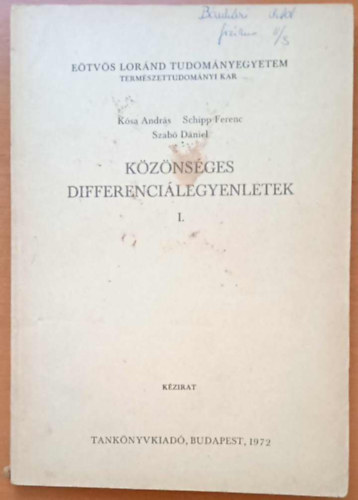 EÖTVÖS LORÁND TUDOMÁNYEGYETEM
TERMÉSZETTUDOMÁNYI KAR
Kósa András Schipp Ferenc
Szabó Dániel
KÖZÖNSÉGES
DIFFERENCIÁLEGYENLETEK
I.
KÉZIRAT
TANKÖNYVKIADÓ, BUDAPEST, 1972